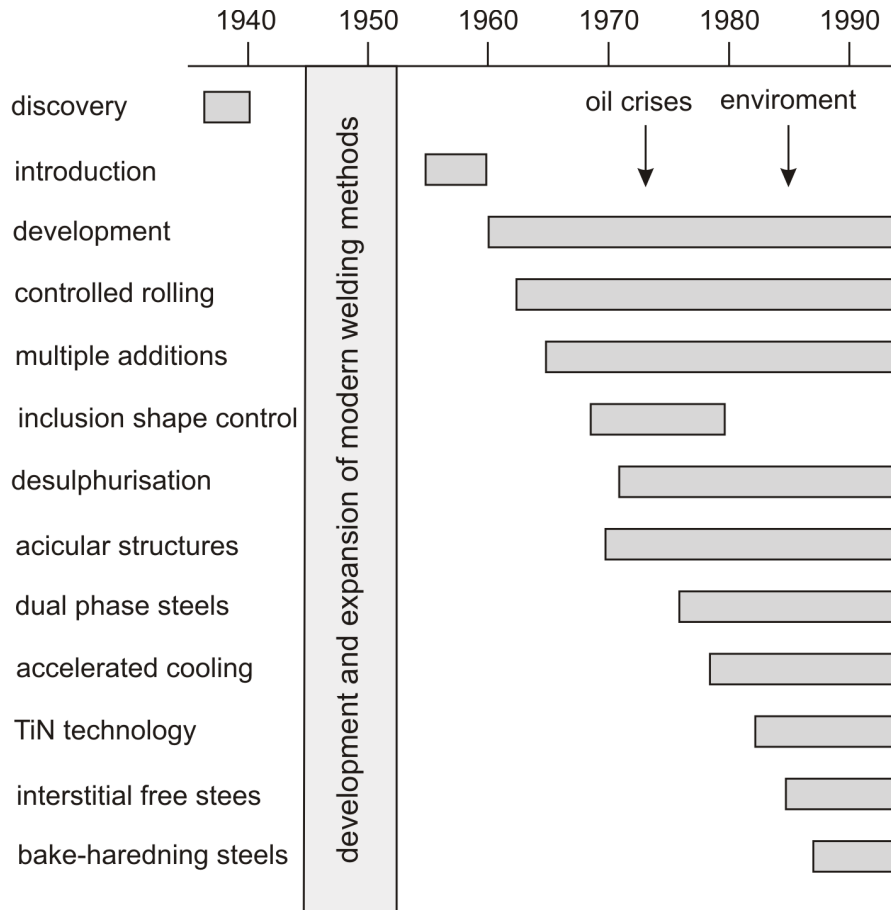 1940 1950 1960 1970 1980 1990
discovery
oil crises
enviroment
introduction
development
controlled rolling
multiple additions
inclusion shape control
desulphurisation
acicular structures
dual phase steels
accelerated cooling
TiN technology
interstitial free stees
bake-haredning steels
development and expansion of modern welding methods